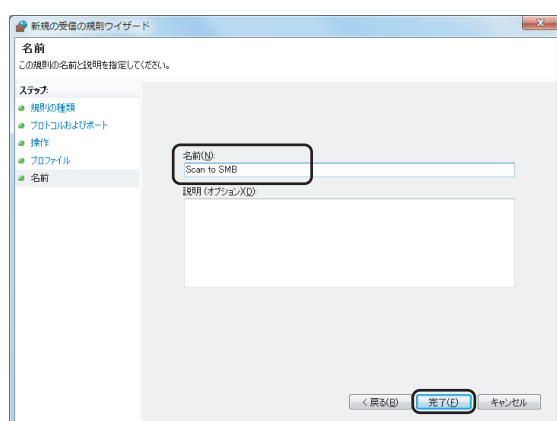 新規の受信の規則ウィザード
名前
この規則の名前と説明を指定してください。
ステップ:
規則の種類
プロトコルおよびポート
操作
プロファイル
名前
名前(N):
Scan to SMB
説明 (オプション)(D):
< 戻る(B)
完了(F)
キャンセル